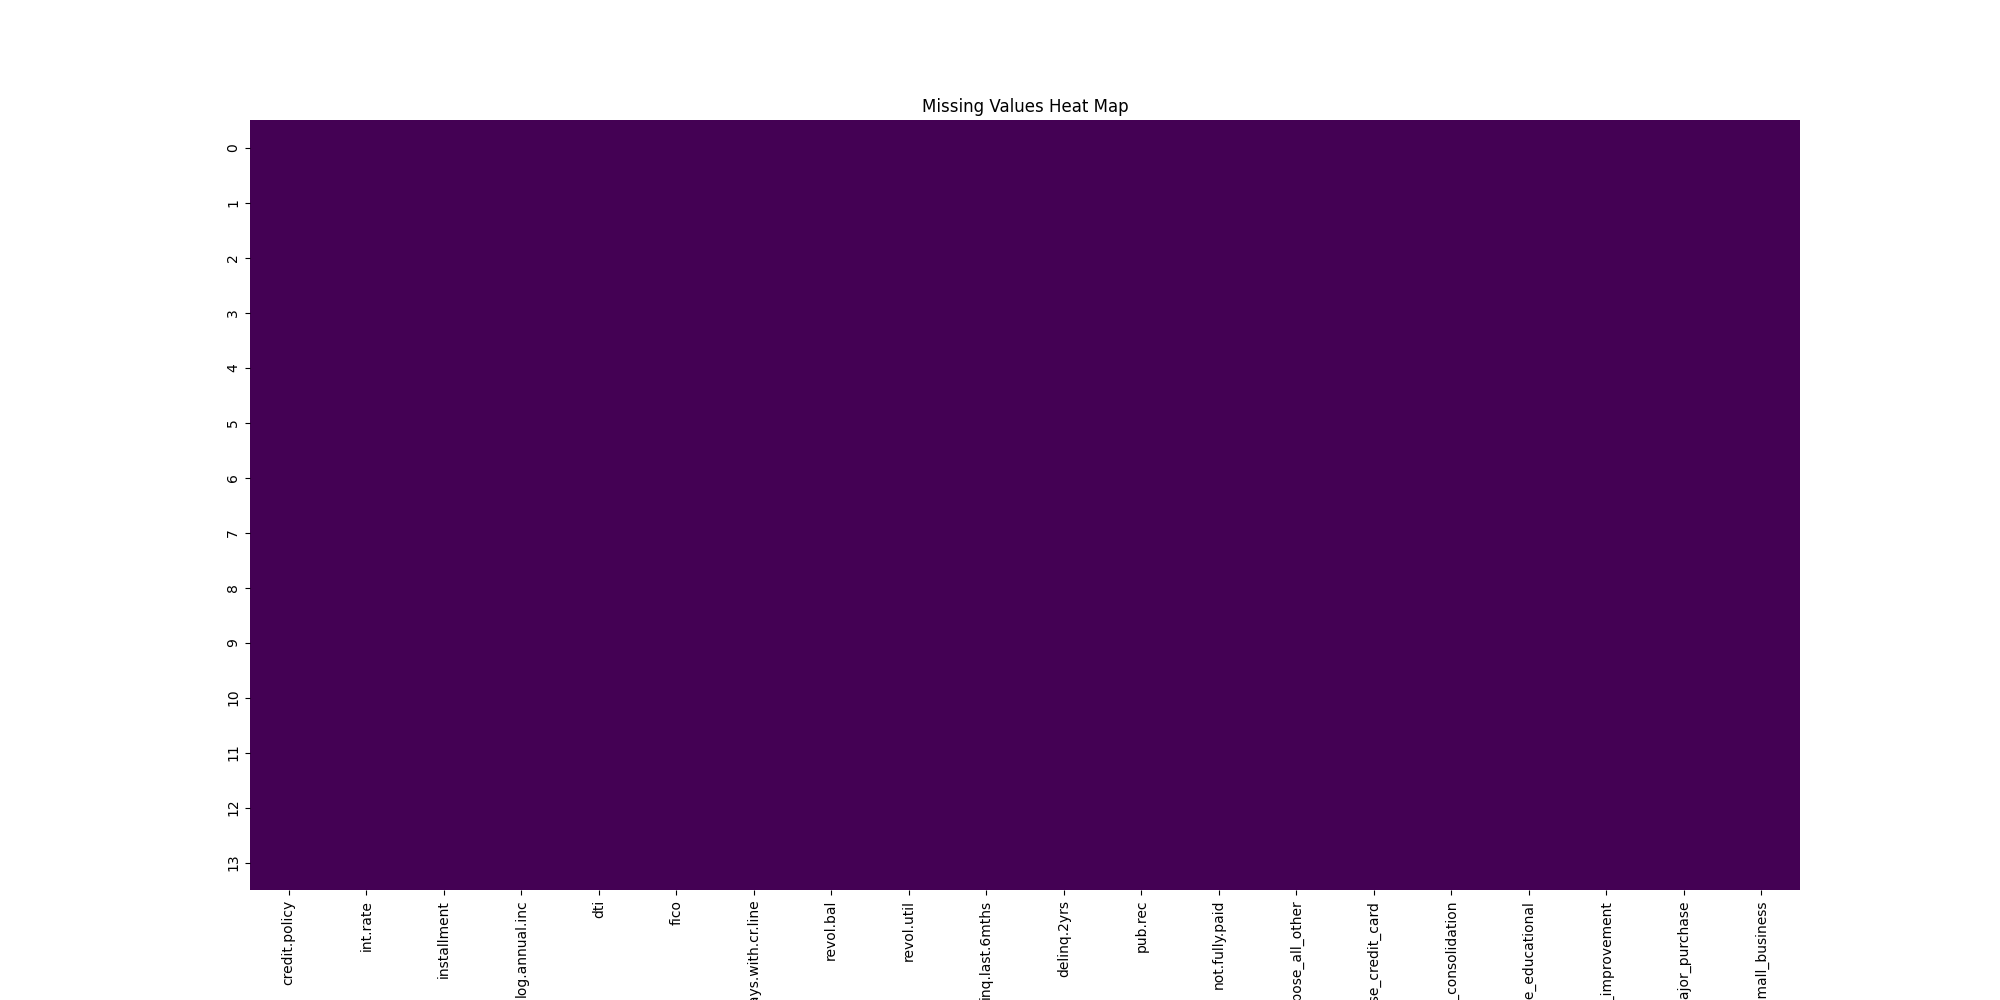 Missing Values Heat Map
0
1
2
3
4
5
6
7
8
9
10
11
12
13
credit.policy
int.rate
installment
log.annual.inc
dti
fico
ays.with.cr.line
revol.bal
revol.util
inq.last.6mths
delinq.2yrs
pub.rec
not.fully.paid
pose_all_other
se_credit_card
_consolidation
e_educational
_improvement
ajor_purchase
mall_business